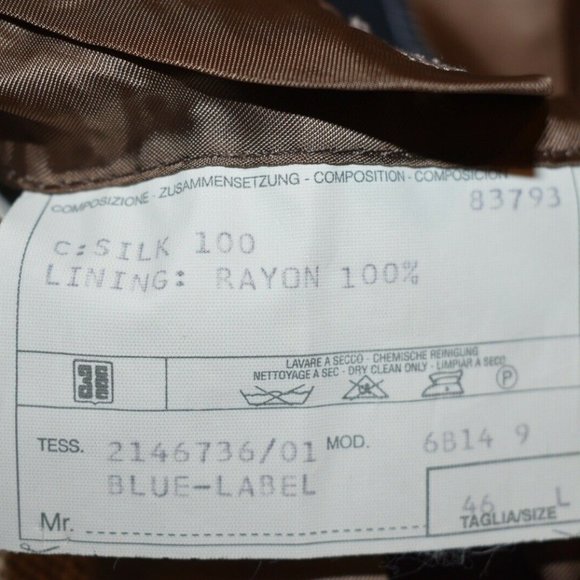 COMPOSIZIONE - ZUSAMMENSETZUNG - COMPOSITION - COMPOSICION
83793
C:SILK 100
LINING: RAYON 100%
LAVARE A SECCO - CHEMISCHE REINIGUNG
NETTOYAGE A SEC - DRY CLEAN ONLY - LIMPIAR A SECO
P
TESS. 2146736/01 MOD. 6B14 9
BLUE-LABEL
46 L
Mr. TAGLIA/SIZE